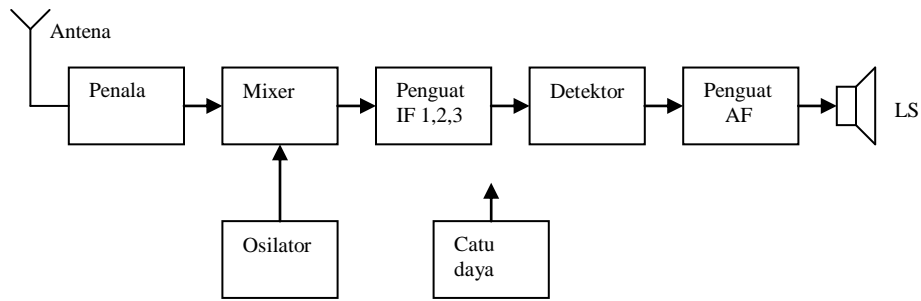 Antena
Penala
Mixer
Penguat
IF 1,2,3
Detektor
Penguat
AF
LS
Osilator
Catu
daya